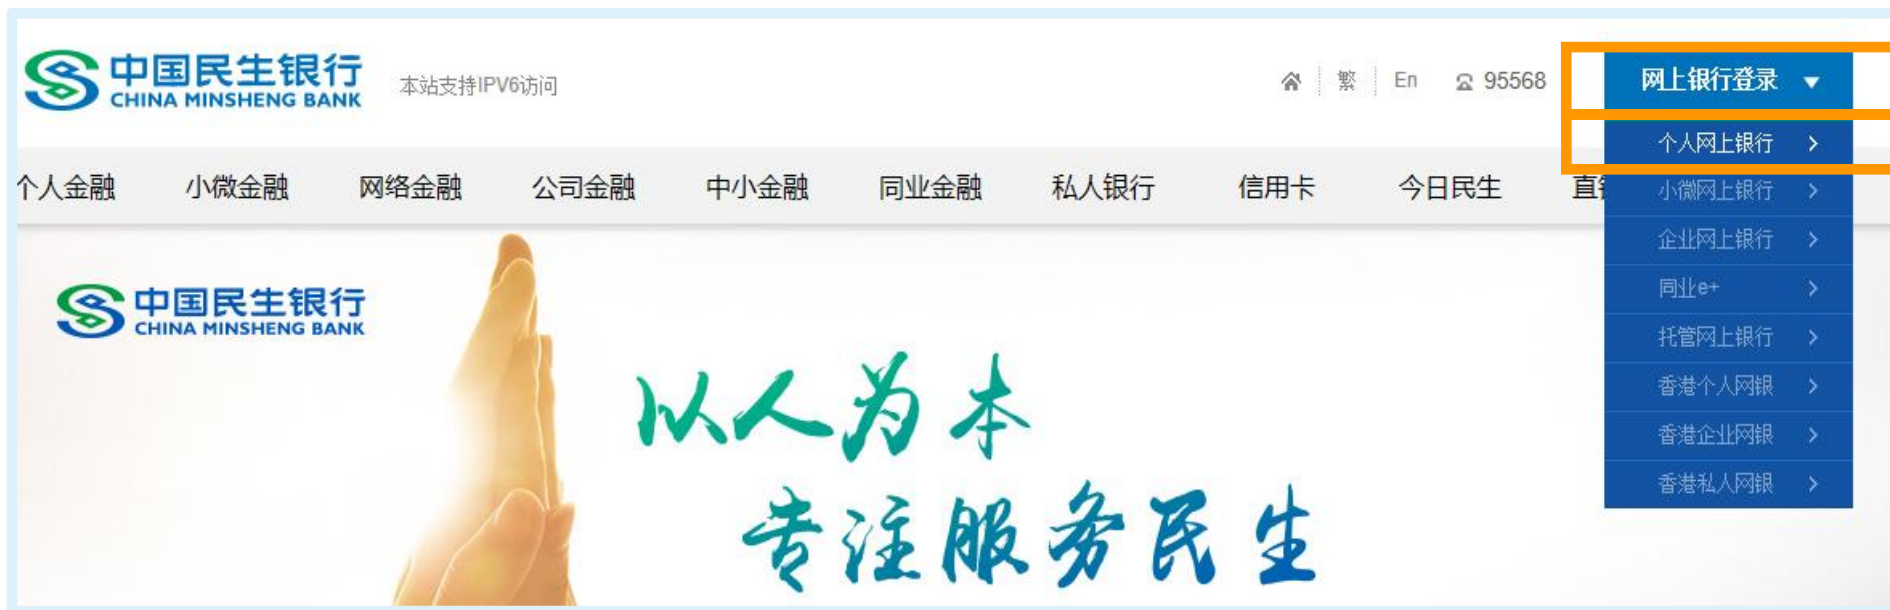 中国民生银行
CHINA MINSHENG BANK
本站支持IPV6访问
繁
En
95568
网上银行登录
个人网上银行
个人金融
小微金融
网络金融
公司金融
中小金融
同业金融
私人银行
信用卡
今日民生
直
小微网上银行
企业网上银行
同业e+
托管网上银行
香港个人网银
香港企业网银
香港私人网银
中国民生银行
CHINA MINSHENG BANK
以人为本
专注服务民生